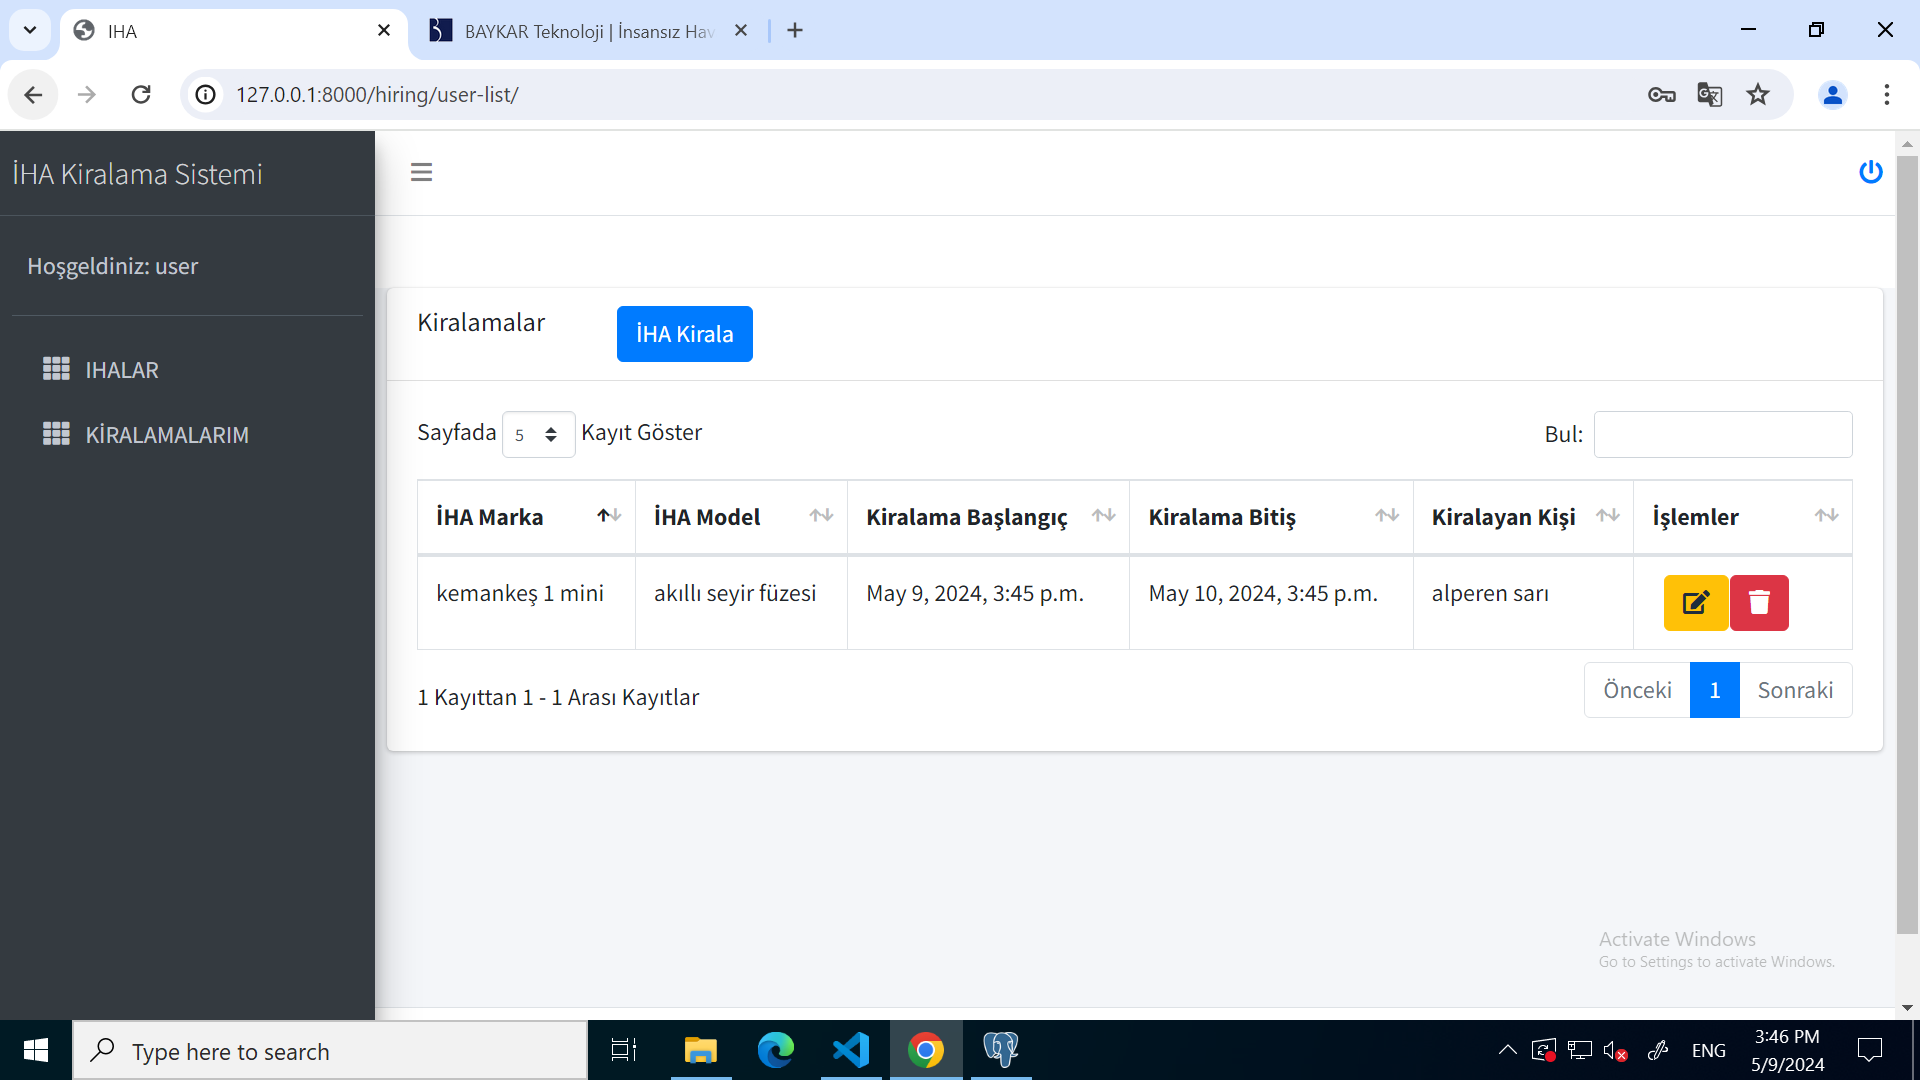 IHA
BAYKAR Teknoloji | İnsansız Hav
127.0.0.1:8000/hiring/user-list/
İHA Kiralama Sistemi
Hoşgeldiniz: user
IHALAR
KİRALAMALARIM
Kiralamalar
İHA Kirala
Sayfada 5 Kayıt Göster
Bul:
İHA Marka İHA Model Kiralama Başlangıç Kiralama Bitiş Kiralayan Kişi İşlemler
kemankeş 1 mini akıllı seyir füzesi May 9, 2024, 3:45 p.m. May 10, 2024, 3:45 p.m. alperen sarı
1 Kayıttan 1 - 1 Arası Kayıtlar
Önceki 1 Sonraki
Activate Windows
Go to Settings to activate Windows.
Type here to search
ENG
3:46 PM
5/9/2024